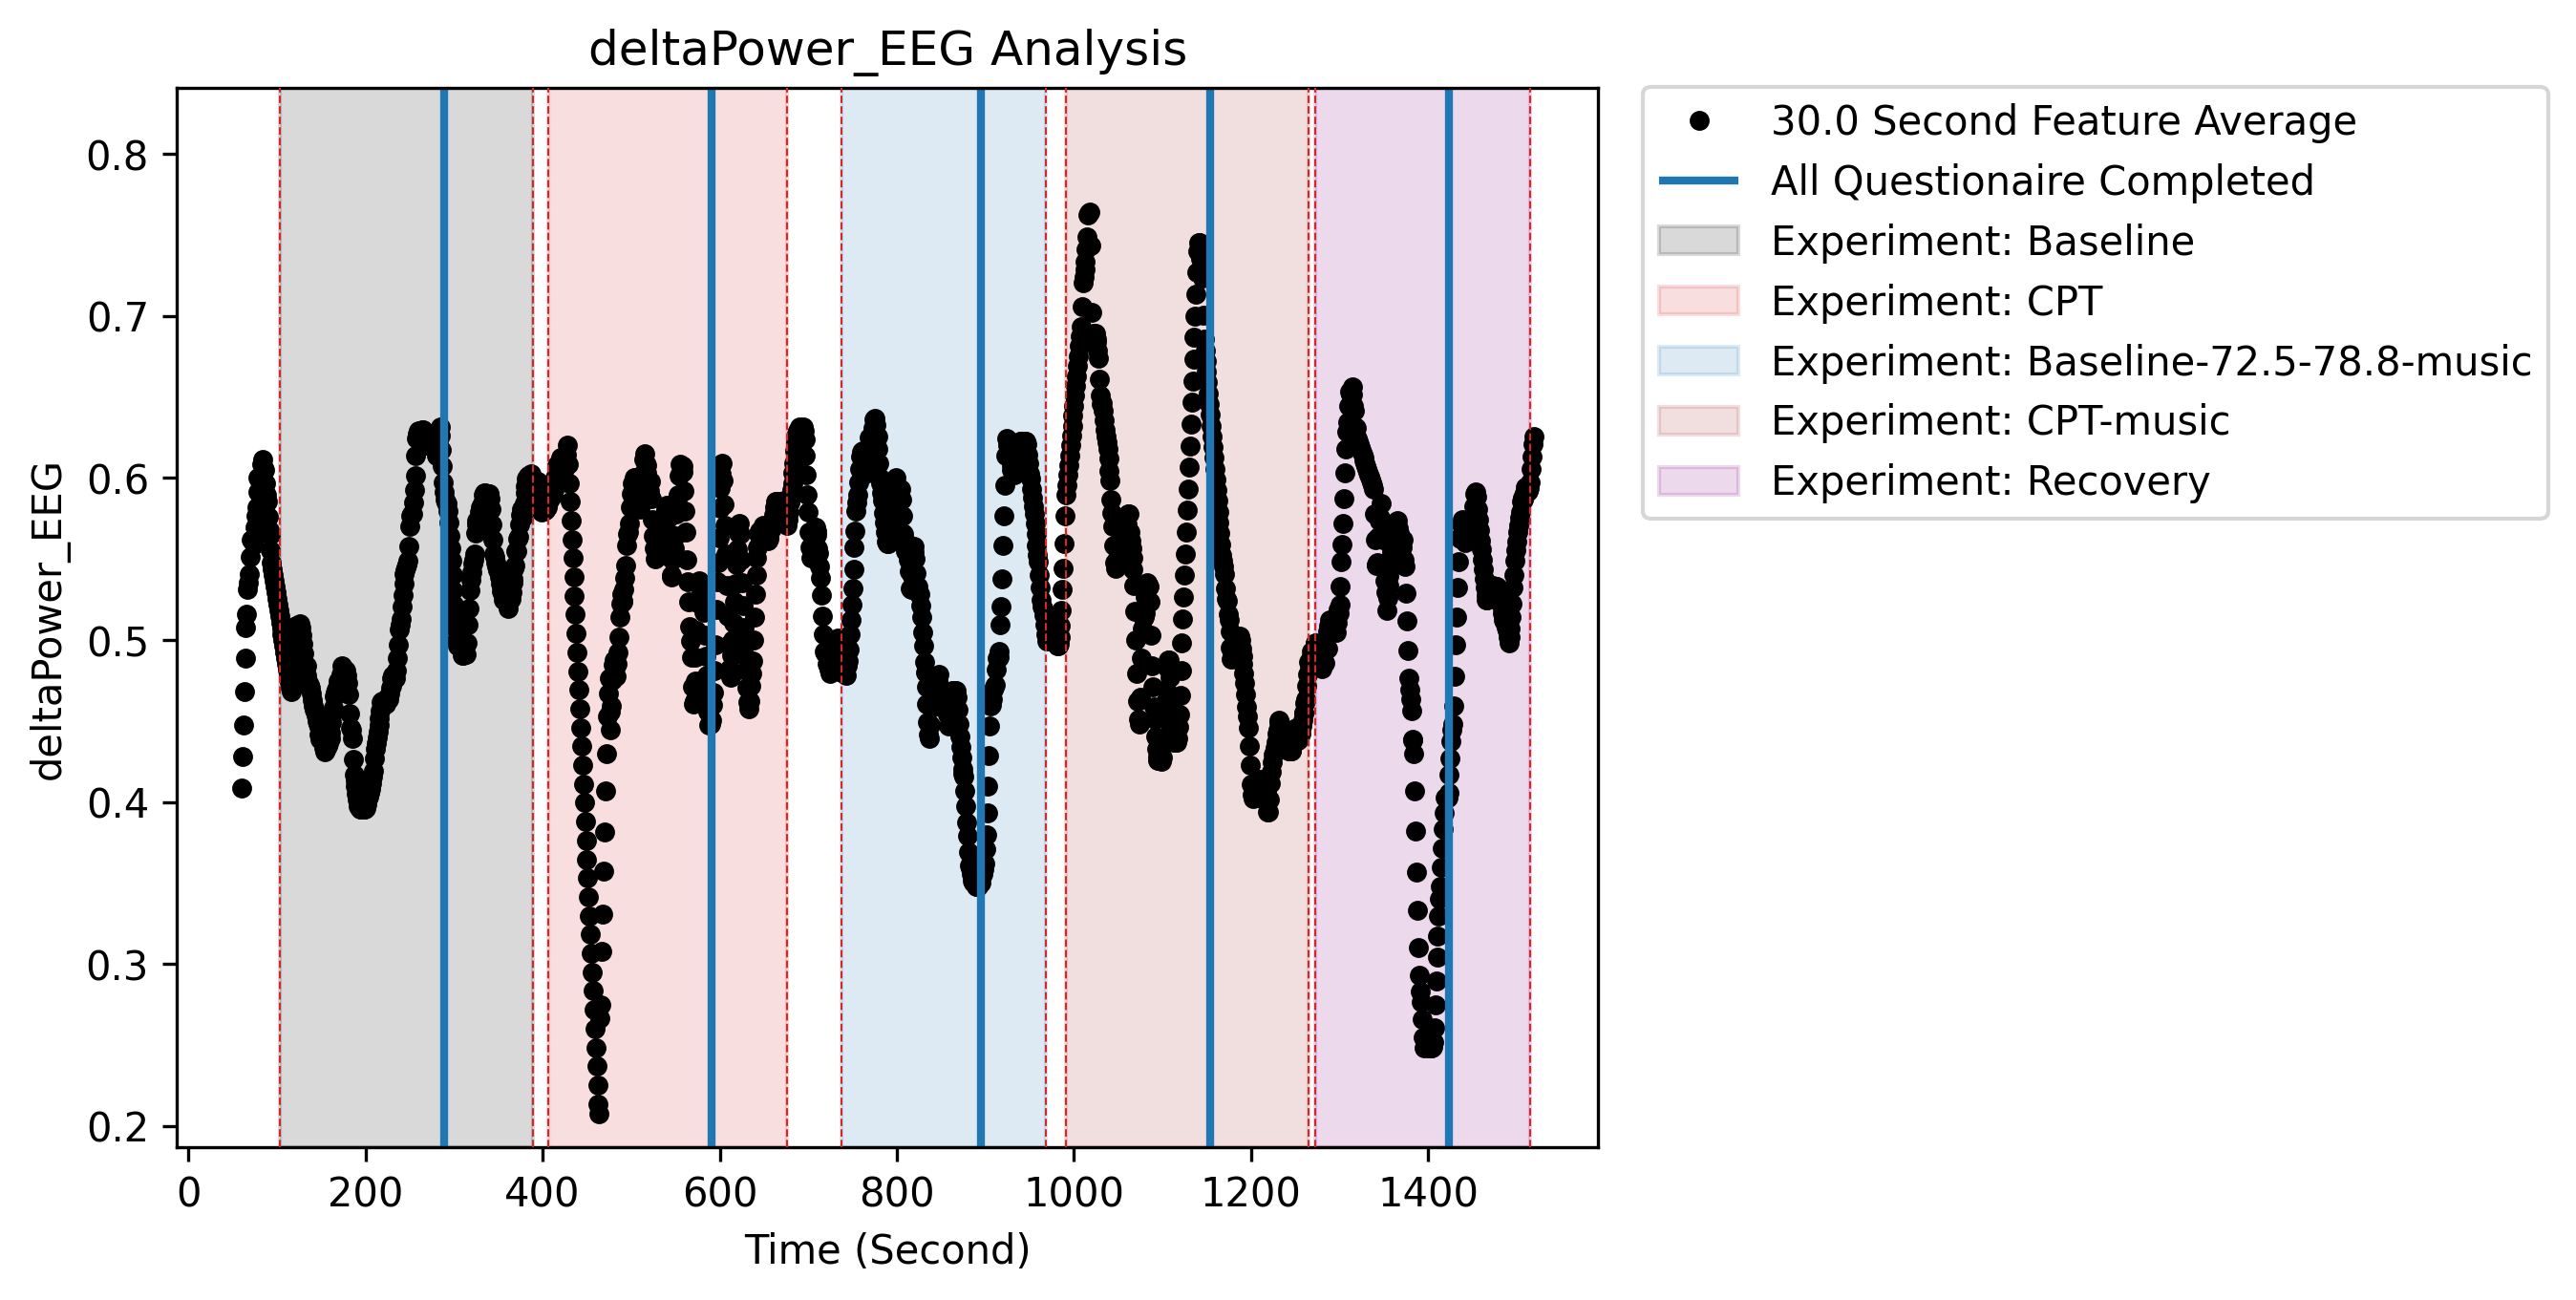 deltaPower_EEG Analysis
0.8
0.7
0.6
0.5
0.4
0.3
0.2
deltaPower_EEG
0 200 400 600 800 1000 1200 1400
Time (Second)
30.0 Second Feature Average
All Questionaire Completed
Experiment: Baseline
Experiment: CPT
Experiment: Baseline-72.5-78.8-music
Experiment: CPT-music
Experiment: Recovery